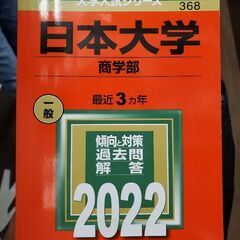 大学入試シリーズ
368
日本大学
商学部
一般
最近3カ年
傾向と対策
過去問
解答
2022